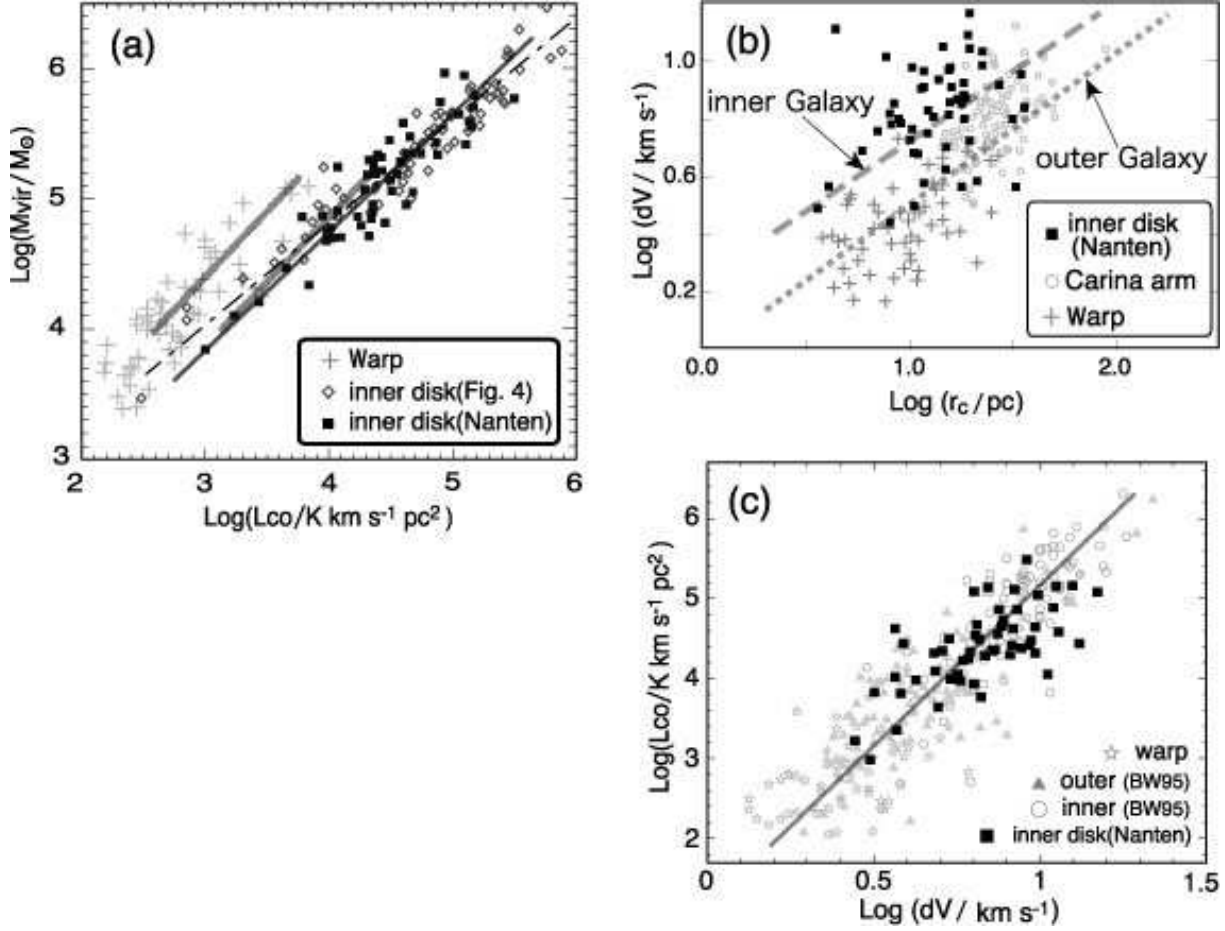 (a)
6
5
4
3
Log(Mvir/M⊙)
2 3 4 5 6
Log(Lco/K km s⁻¹ pc²)
Warp
inner disk(Fig. 4)
inner disk(Nanten)
(b)
1.0
0.6
0.2
Log (dV/ km s⁻¹)
inner Galaxy
outer Galaxy
inner disk
(Nanten)
Carina arm
Warp
0.0 1.0 2.0
Log (rc/pc)
(c)
6
5
4
3
2
Log(Lco/K km s⁻¹ pc²)
warp
outer (BW95)
inner (BW95)
inner disk(Nanten)
0 0.5 1 1.5
Log (dV/ km s⁻¹)